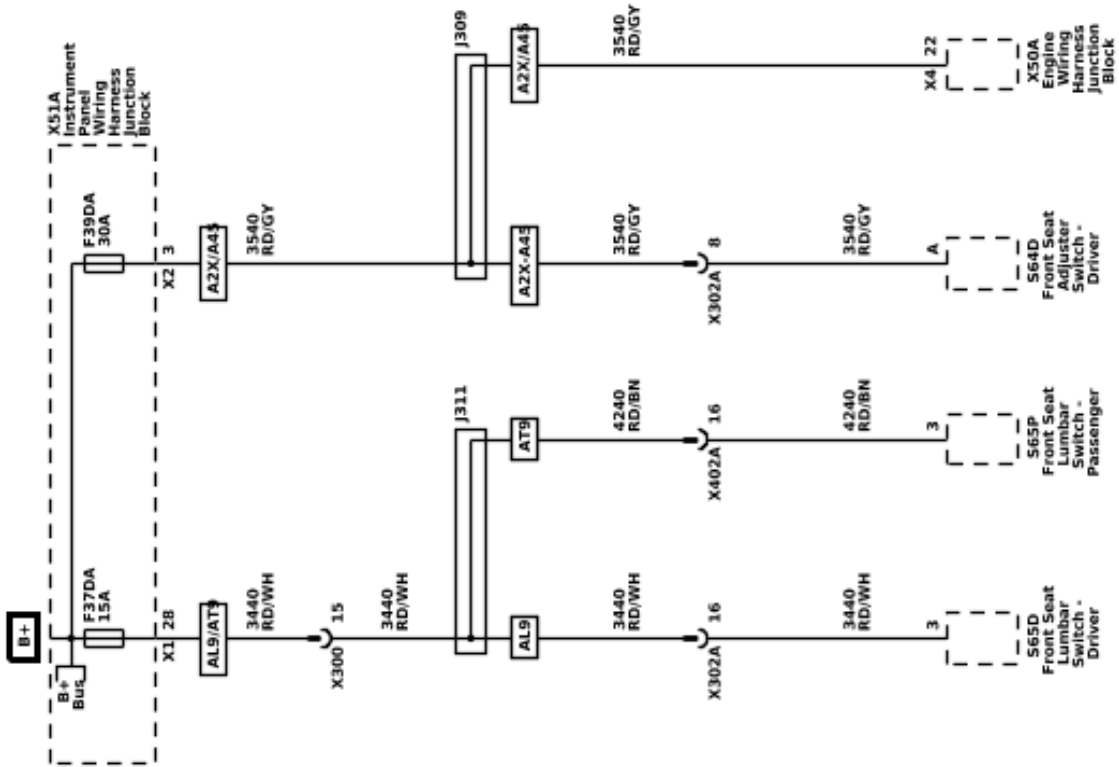 B+
B+
Bus
X51A
Instrument
Panel
Wiring
Harness
Junction
Block
F37DA
15A
F39DA
30A
X1
28
X2
3
AL9/AT9
A2X/A45
3440
RD/WH
3540
RD/GY
X300
15
3440
RD/WH
J311
J309
AL9
AT9
A2X-A45
A2X/A45
3440
RD/WH
4240
RD/BN
3540
RD/GY
3540
RD/GY
X302A
16
X402A
16
X302A
8
3440
RD/WH
4240
RD/BN
3540
RD/GY
3
3
A
X4
22
S65D
Front Seat
Lumbar
Switch -
Driver
S65P
Front Seat
Lumbar
Switch -
Passenger
S64D
Front Seat
Adjuster
Switch -
Driver
X50A
Engine
Wiring
Harness
Junction
Block